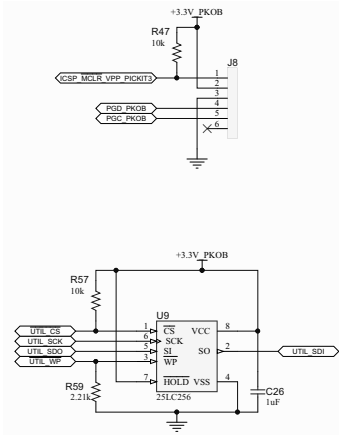 +3.3V_PKOB
R47
10k
J8
ICSP_MCLR_VPP_PICKIT3
1
2
3
PGD_PKOB
4
PGC_PKOB
5
6
+3.3V_PKOB
R57
10k
U9
UTIL_CS
1
CS
VCC
8
UTIL_SCK
6
SCK
UTIL_SDO
5
SI
SO
2
UTIL_SDI
UTIL_WP
3
WP
R59
2.21k
7
HOLD
VSS
4
25LC256
C26
1uF